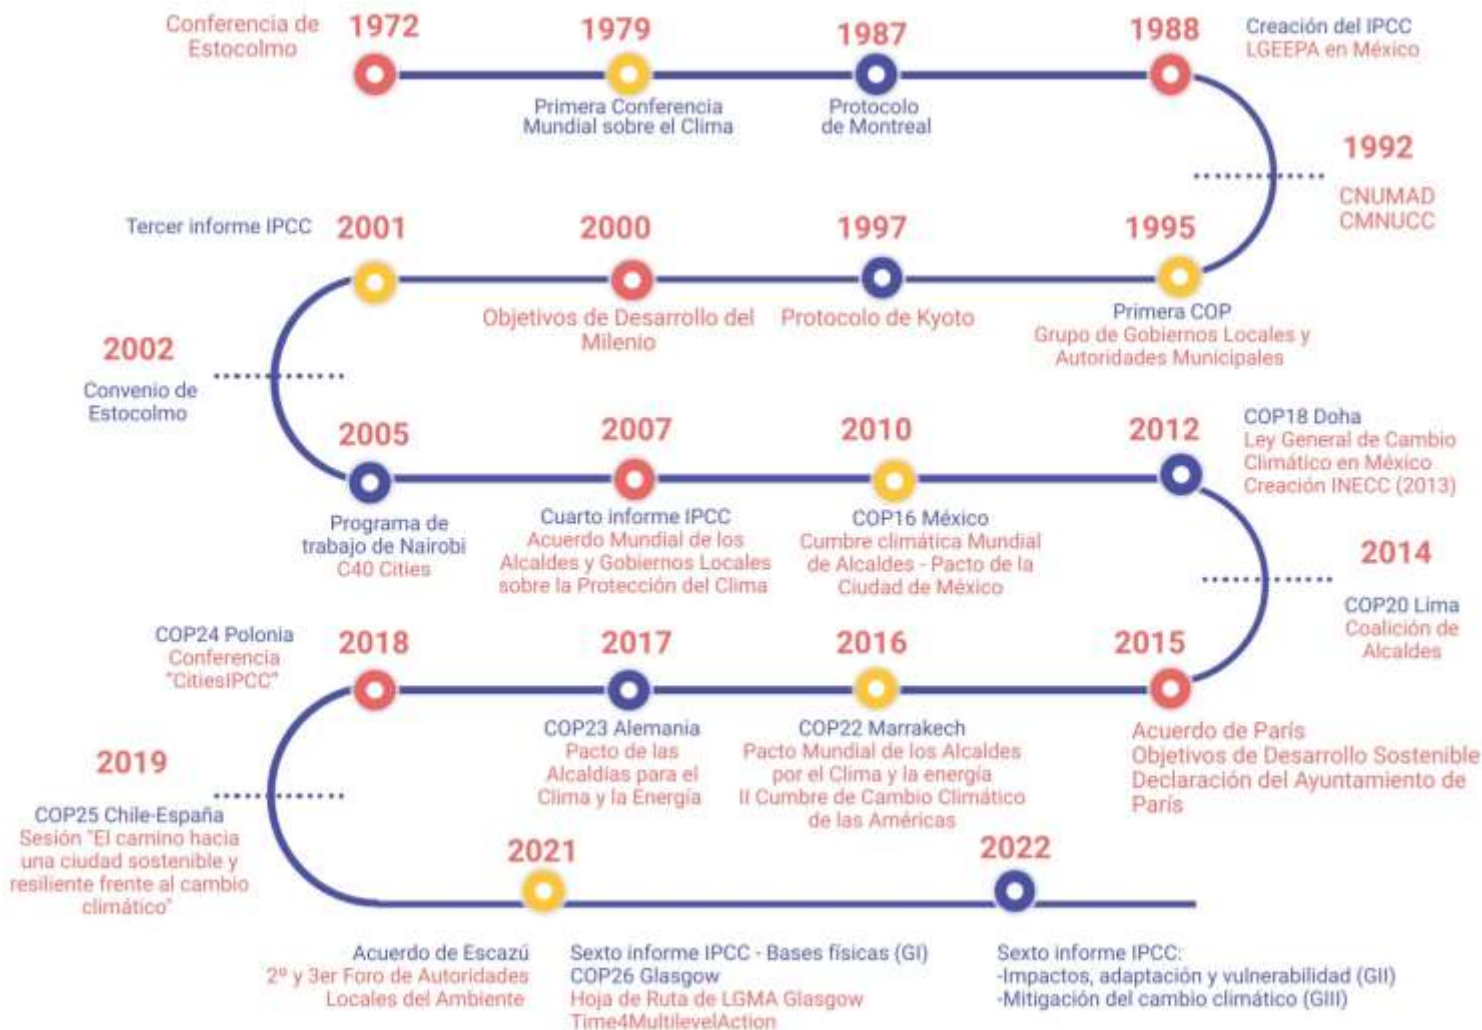 Conferencia de
Estocolmo
1972
1979
Primera Conferencia
Mundial sobre el Clima
1987
Protocolo
de Montreal
1988
Creación del IPCC
LGEEPA en México
1992
CNUMAD
CMNUCC
1995
Primera COP
Grupo de Gobiernos Locales y
Autoridades Municipales
1997
Protocolo de Kyoto
2000
Objetivos de Desarrollo del
Milenio
2001
Tercer informe IPCC
2002
Convenio de
Estocolmo
2005
Programa de
trabajo de Nairobi
C40 Cities
2007
Cuarto informe IPCC
Acuerdo Mundial de los
Alcaldes y Gobiernos Locales
sobre la Protección del Clima
2010
COP16 México
Cumbre climática Mundial
de Alcaldes - Pacto de la
Ciudad de México
2012
COP18 Doha
Ley General de Cambio
Climático en México
Creación INECC (2013)
2014
COP20 Lima
Coalición de
Alcaldes
2015
Acuerdo de París
Objetivos de Desarrollo Sostenible
Declaración del Ayuntamiento de
París
2016
COP22 Marrakech
Pacto Mundial de los Alcaldes
por el Clima y la energía
II Cumbre de Cambio Climático
de las Américas
2017
COP23 Alemania
Pacto de las
Alcaldías para el
Clima y la Energía
2018
COP24 Polonia
Conferencia
"CitiesIPCC"
2019
COP25 Chile-España
Sesión "El camino hacia
una ciudad sostenible y
resiliente frente al cambio
climático"
2021
Acuerdo de Escazú
2º y 3er Foro de Autoridades
Locales del Ambiente
Sexto informe IPCC - Bases físicas (GI)
COP26 Glasgow
Hoja de Ruta de LGMA Glasgow
Time4MultilevelAction
2022
Sexto informe IPCC:
-Impactos, adaptación y vulnerabilidad (GII)
-Mitigación del cambio climático (GIII)